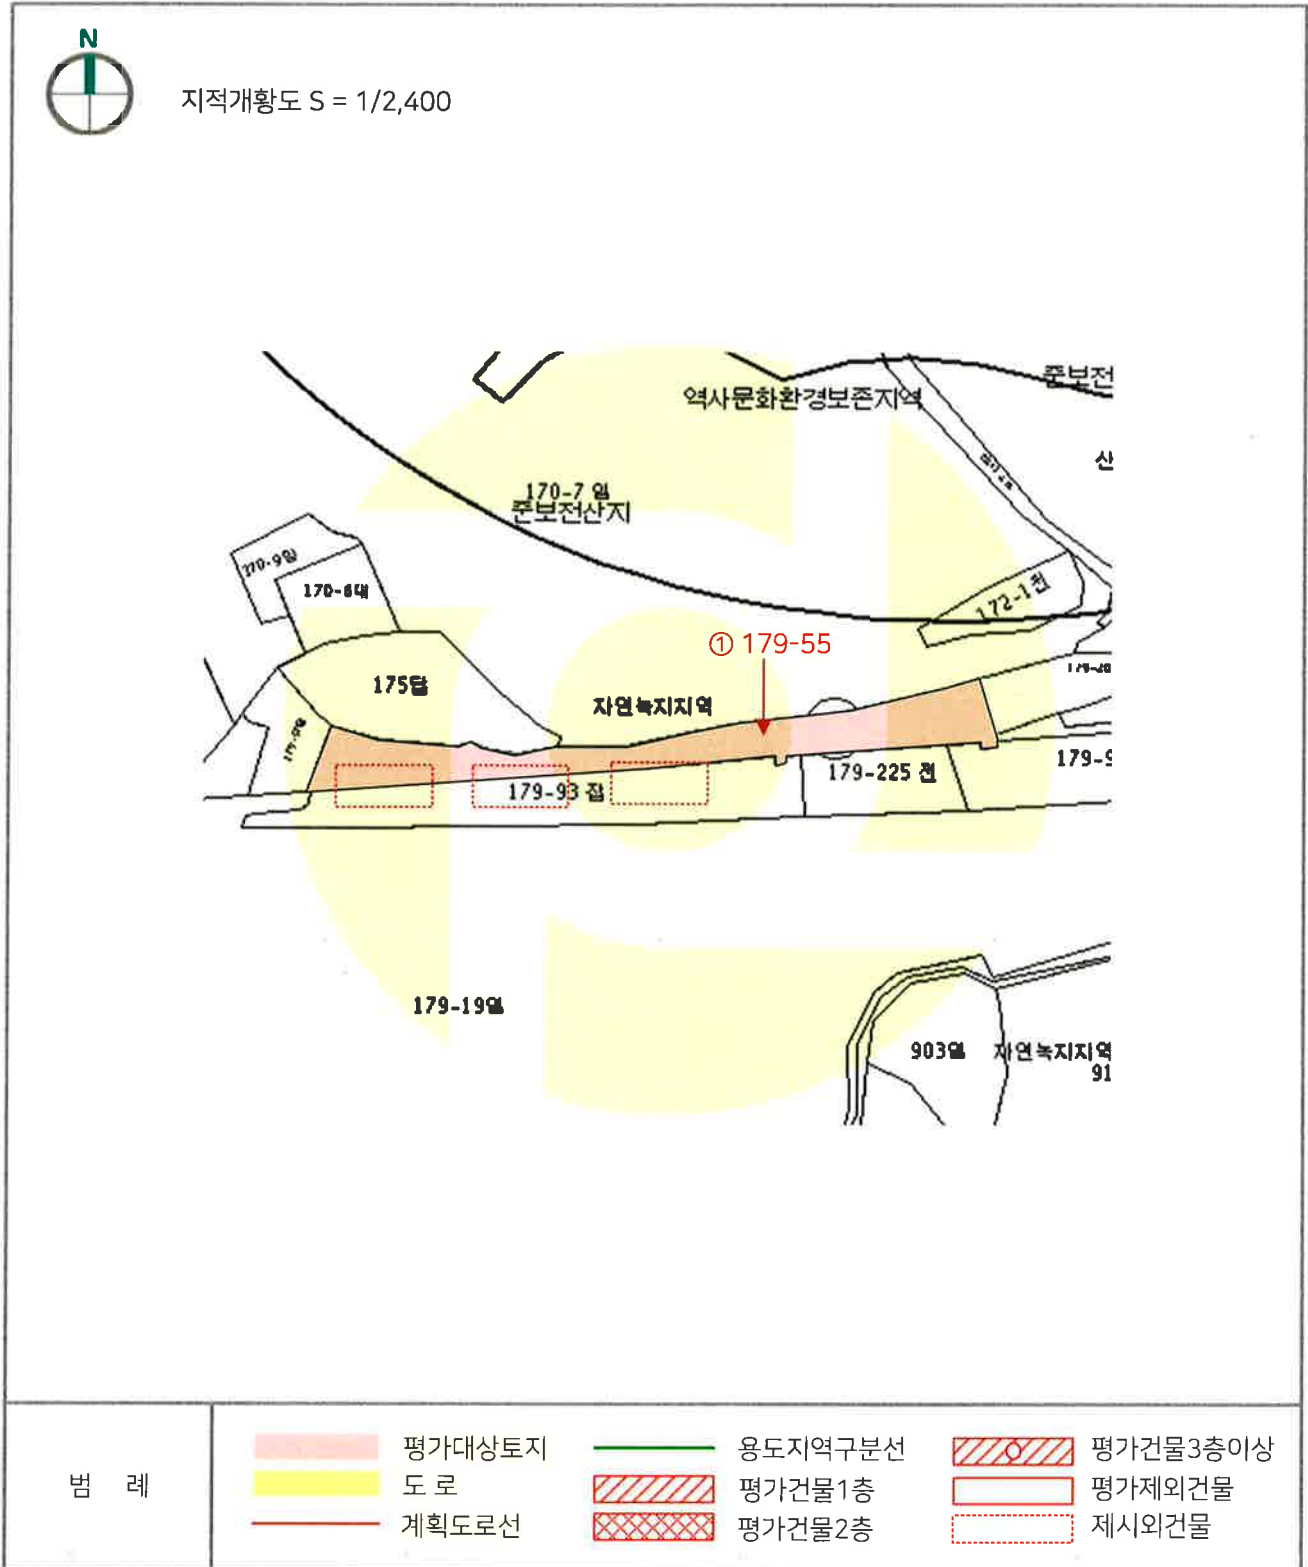 N
지적개황도 S = 1/2,400
준보전
역사문화환경보존지역
산
170-7 임
준보전산지
170-9임
170-6대
172-1전
① 179-55
175답
자연녹지지역
179-225 전
179-9
179-93 잡
179-19염
903염
자연녹지지역
91
범 례
평가대상토지
도 로
계획도로선
용도지역구분선
평가건물1층
평가건물2층
평가건물3층이상
평가제외건물
제시외건물